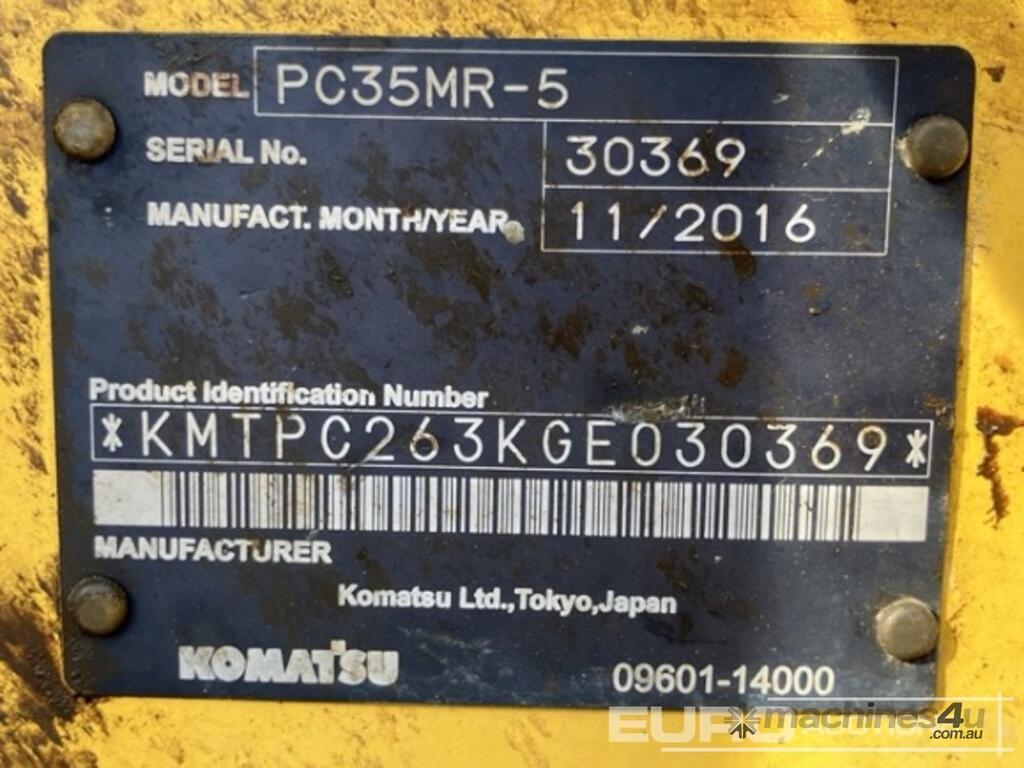 MODEL PC35MR-5
SERIAL No. 30369
MANUFACT. MONTH/YEAR 11/2016
Product Identification Number
*KMTPC263KGE030369*
MANUFACTURER
Komatsu Ltd.,Tokyo,Japan
KOMATSU 09601-14000
EURO
machines4u
.com.au